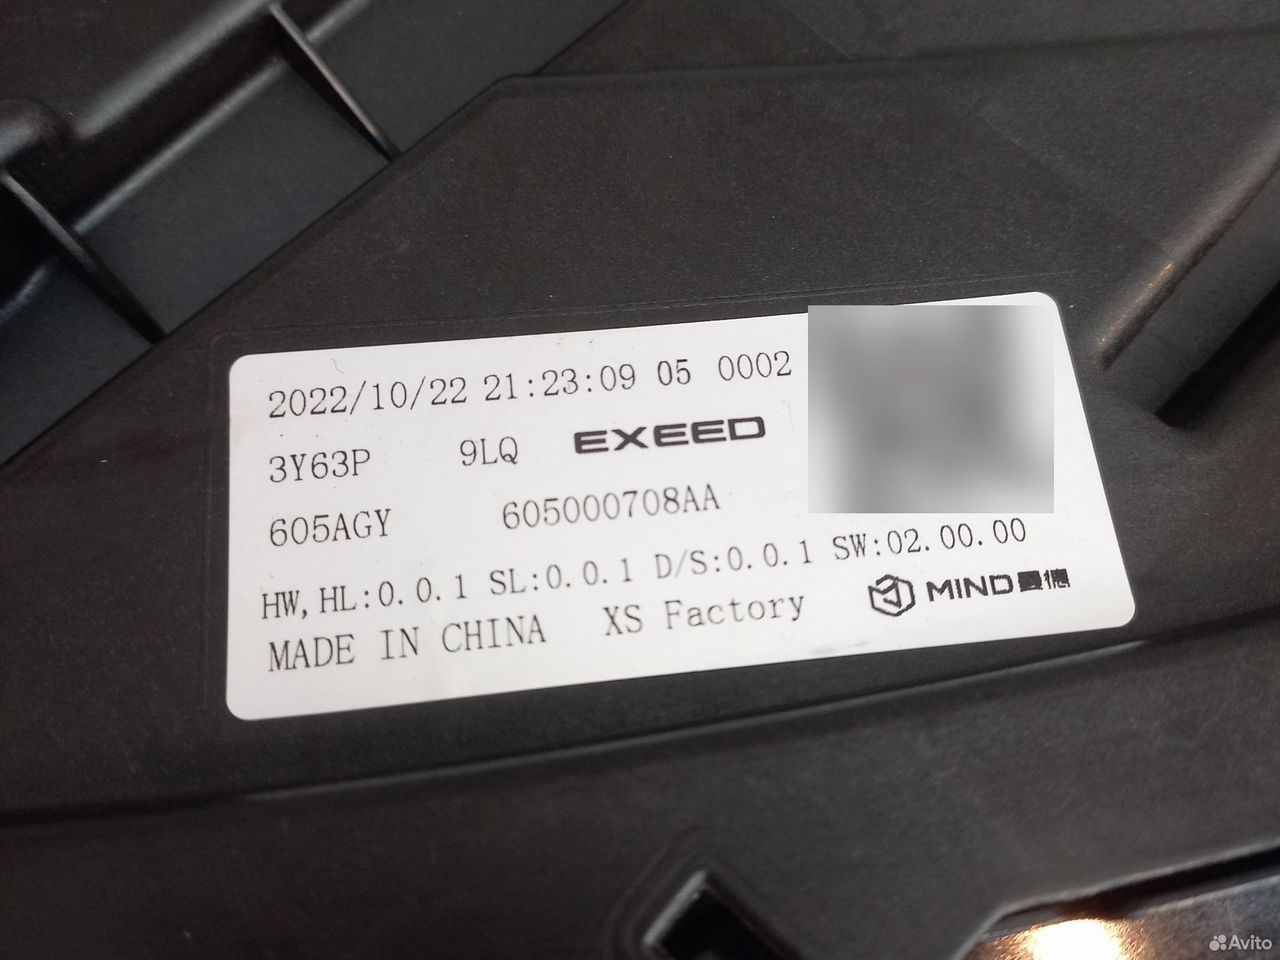 2022/10/22 21:23:09 05 0002
3Y63P 9LQ EXEED
605AGY 605000708AA
HW,HL:0.0.1 SL:0.0.1 D/S:0.0.1 SW:02.00.00
MADE IN CHINA XS Factory MIND
Avito